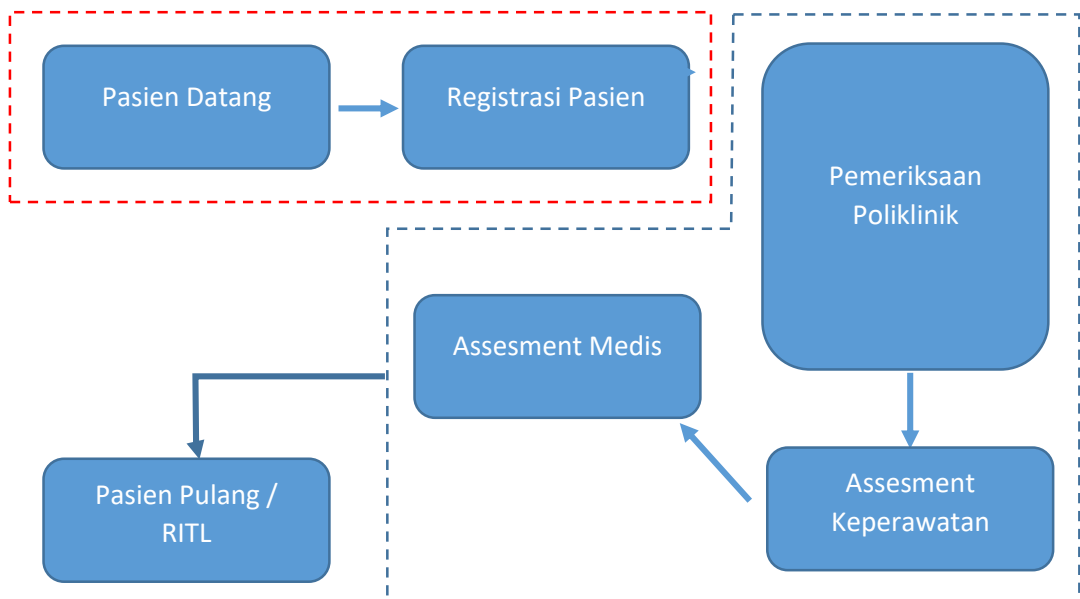 Pasien Datang
Registrasi Pasien
Pemeriksaan
Poliklinik
Assesment Medis
Assesment
Keperawatan
Pasien Pulang /
RITL